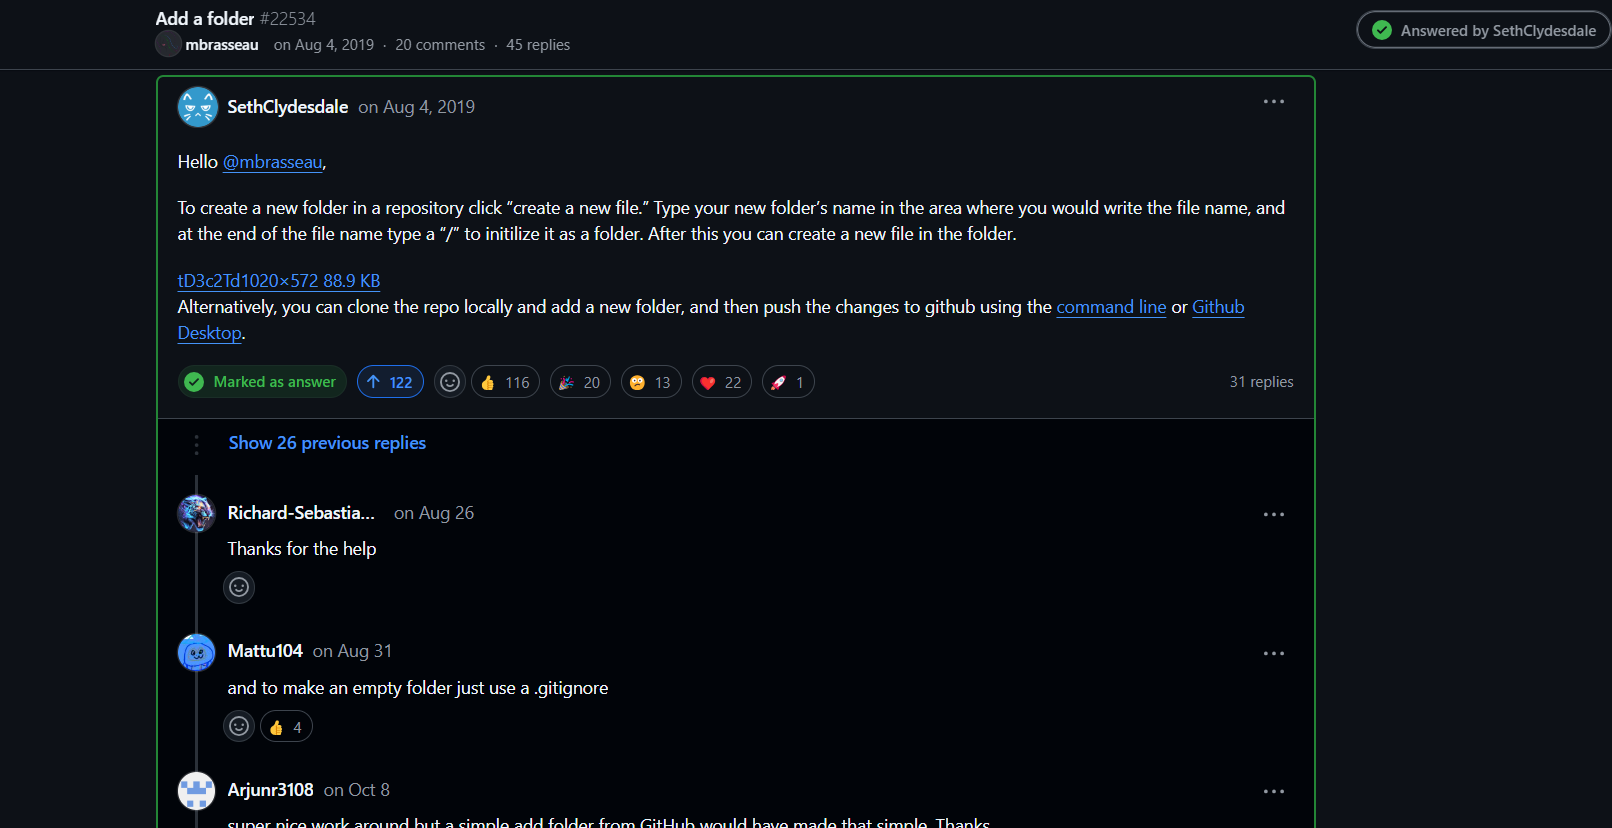 Add a folder #22534
mbrasseau on Aug 4, 2019 · 20 comments · 45 replies
Answered by SethClydesdale
SethClydesdale on Aug 4, 2019
Hello @mbrasseau,
To create a new folder in a repository click “create a new file.” Type your new folder’s name in the area where you would write the file name, and
at the end of the file name type a “/” to initilize it as a folder. After this you can create a new file in the folder.
tD3c2Td1020×572 88.9 KB
Alternatively, you can clone the repo locally and add a new folder, and then push the changes to github using the command line or Github
Desktop.
Marked as answer 122 116 20 13 22 1 31 replies
Show 26 previous replies
Richard-Sebastia... on Aug 26
Thanks for the help
Mattu104 on Aug 31
and to make an empty folder just use a .gitignore
4
Arjunr3108 on Oct 8
super nice work around but a simple add folder from GitHub would have made that simple. Thanks